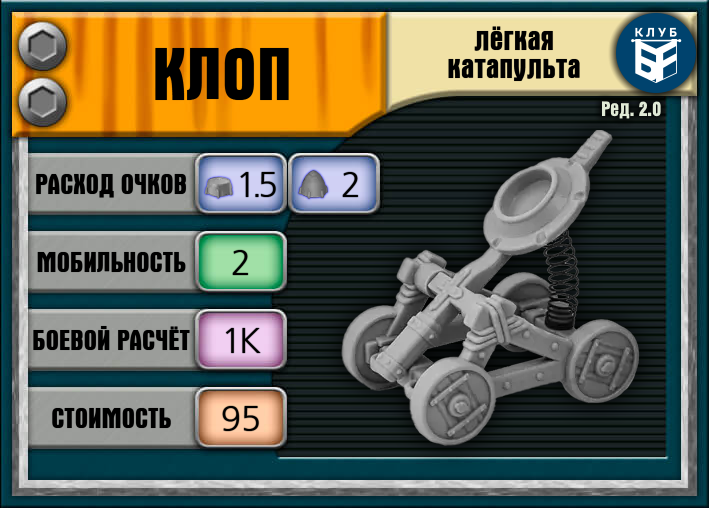 КЛОП
лёгкая
катапульта
КЛУБ
Ред. 2.0
РАСХОД ОЧКОВ 1.5 2
МОБИЛЬНОСТЬ 2
БОЕВОЙ РАСЧЁТ 1К
СТОИМОСТЬ 95